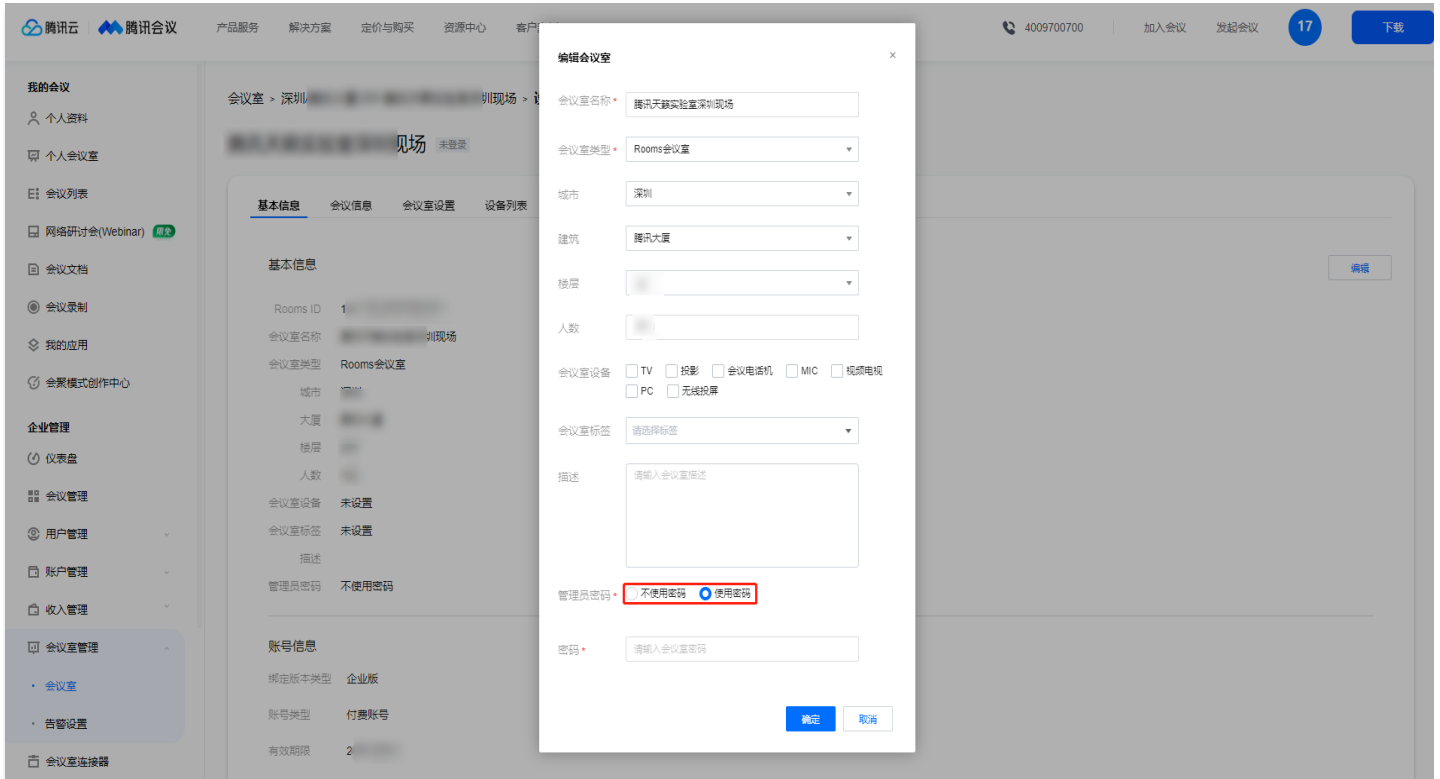 腾讯云 腾讯会议 产品服务 解决方案 定价与购买 资源中心 客户 4009700700 加入会议 发起会议 17 下载
我的会议
个人资料
个人会议室
会议列表
网络研讨会(Webinar) 限免
会议文档
会议录制
我的应用
会聚模式创作中心
企业管理
仪表盘
会议管理
用户管理
账户管理
收入管理
会议室管理
会议室
告警设置
会议室连接器
会议室 > 深圳 圳现场 >
现场 未登录
基本信息 会议信息 会议室设置 设备列表
基本信息 编辑
Rooms ID 1
会议室名称 圳现场
会议室类型 Rooms会议室
城市
大厦
楼层
人数
会议室设备 未设置
会议室标签 未设置
描述
管理员密码 不使用密码
账号信息
绑定版本类型 企业版
账号类型 付费账号
有效期限 2
编辑会议室 ×
会议室名称* 腾讯天籁实验室深圳现场
会议室类型* Rooms会议室
城市 深圳
建筑 腾讯大厦
楼层
人数
会议室设备 TV 投影 会议电话机 MIC 视频电视
PC 无线投屏
会议室标签 请选择标签
描述 请输入会议室描述
管理员密码* 不使用密码 使用密码
密码* 请输入会议室密码
确定 取消